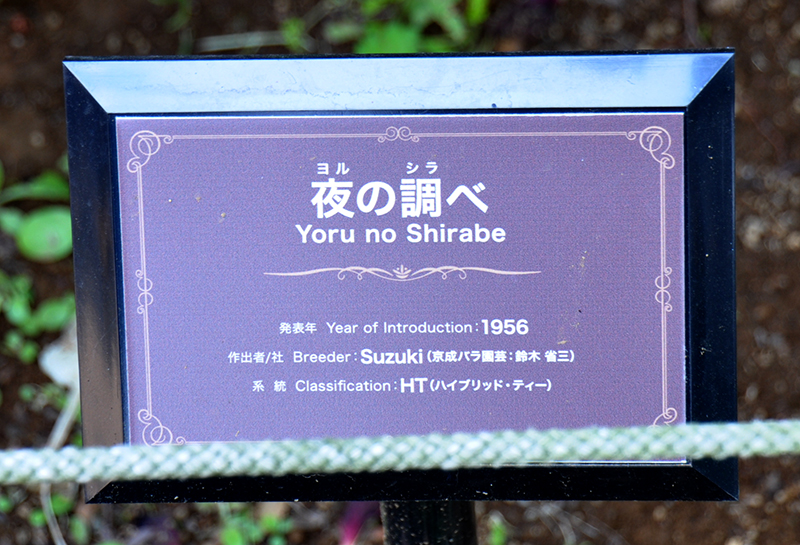 ヨル シラ
夜の調べ
Yoru no Shirabe
発表年 Year of Introduction：1956
作出者/社 Breeder：Suzuki（京成バラ園芸：鈴木 省三）
系 統 Classification：HT（ハイブリッド・ティー）